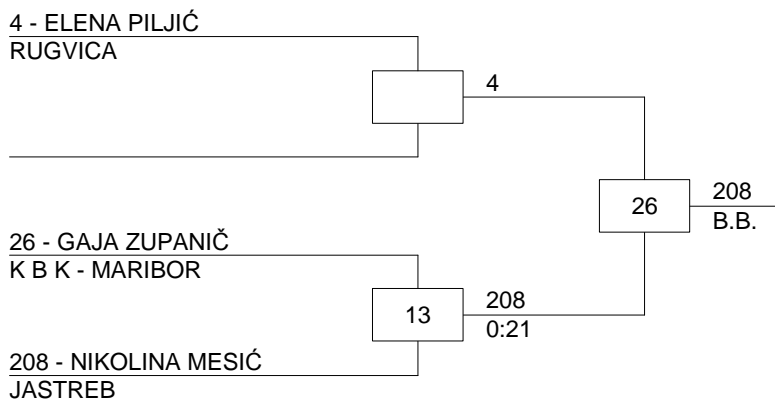 4 - ELENA PILJIĆ
RUGVICA
4
26
208
B.B.
26 - GAJA ZUPANIČ
K B K - MARIBOR
13
208
0:21
208 - NIKOLINA MESIĆ
JASTREB